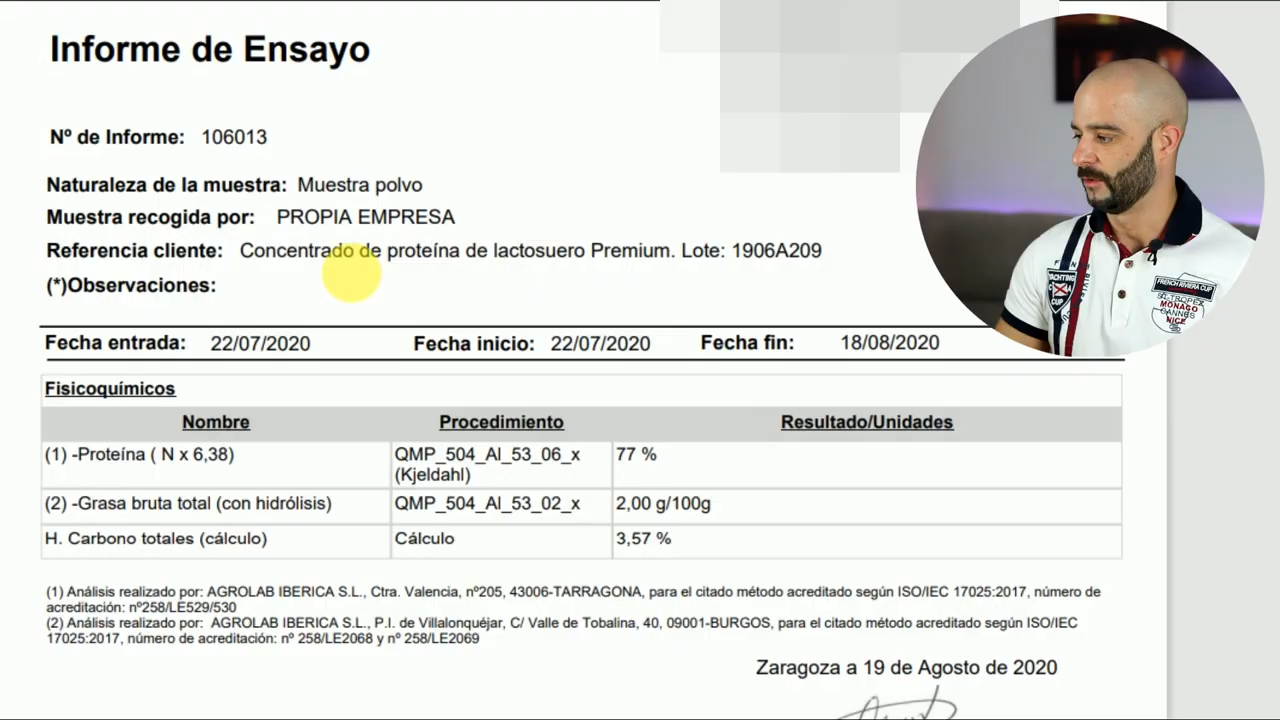 Informe de Ensayo
Nº de Informe: 106013
Naturaleza de la muestra: Muestra polvo
Muestra recogida por: PROPIA EMPRESA
Referencia cliente: Concentrado de proteína de lactosuero Premium. Lote: 1906A209
(*)Observaciones:
Fecha entrada: 22/07/2020 Fecha inicio: 22/07/2020 Fecha fin: 18/08/2020
Fisicoquímicos
Nombre Procedimiento Resultado/Unidades
(1) -Proteína ( N x 6,38) QMP_504_AI_53_06_x 77 %
(Kjeldahl)
(2) -Grasa bruta total (con hidrólisis) QMP_504_AI_53_02_x 2,00 g/100g
H. Carbono totales (cálculo) Cálculo 3,57 %
(1) Análisis realizado por: AGROLAB IBERICA S.L., Ctra. Valencia, nº205, 43006-TARRAGONA, para el citado método acreditado según ISO/IEC 17025:2017, número de
acreditación: nº258/LE529/530
(2) Análisis realizado por: AGROLAB IBERICA S.L., P.I. de Villalonquéjar, C/ Valle de Tobalina, 40, 09001-BURGOS, para el citado método acreditado según ISO/IEC
17025:2017, número de acreditación: nº 258/LE2068 y nº 258/LE2069
Zaragoza a 19 de Agosto de 2020
YACHTING
CUP
FRENCH RIVIERA CUP
ST TROPEZ
MONACO
CANNES
NICE